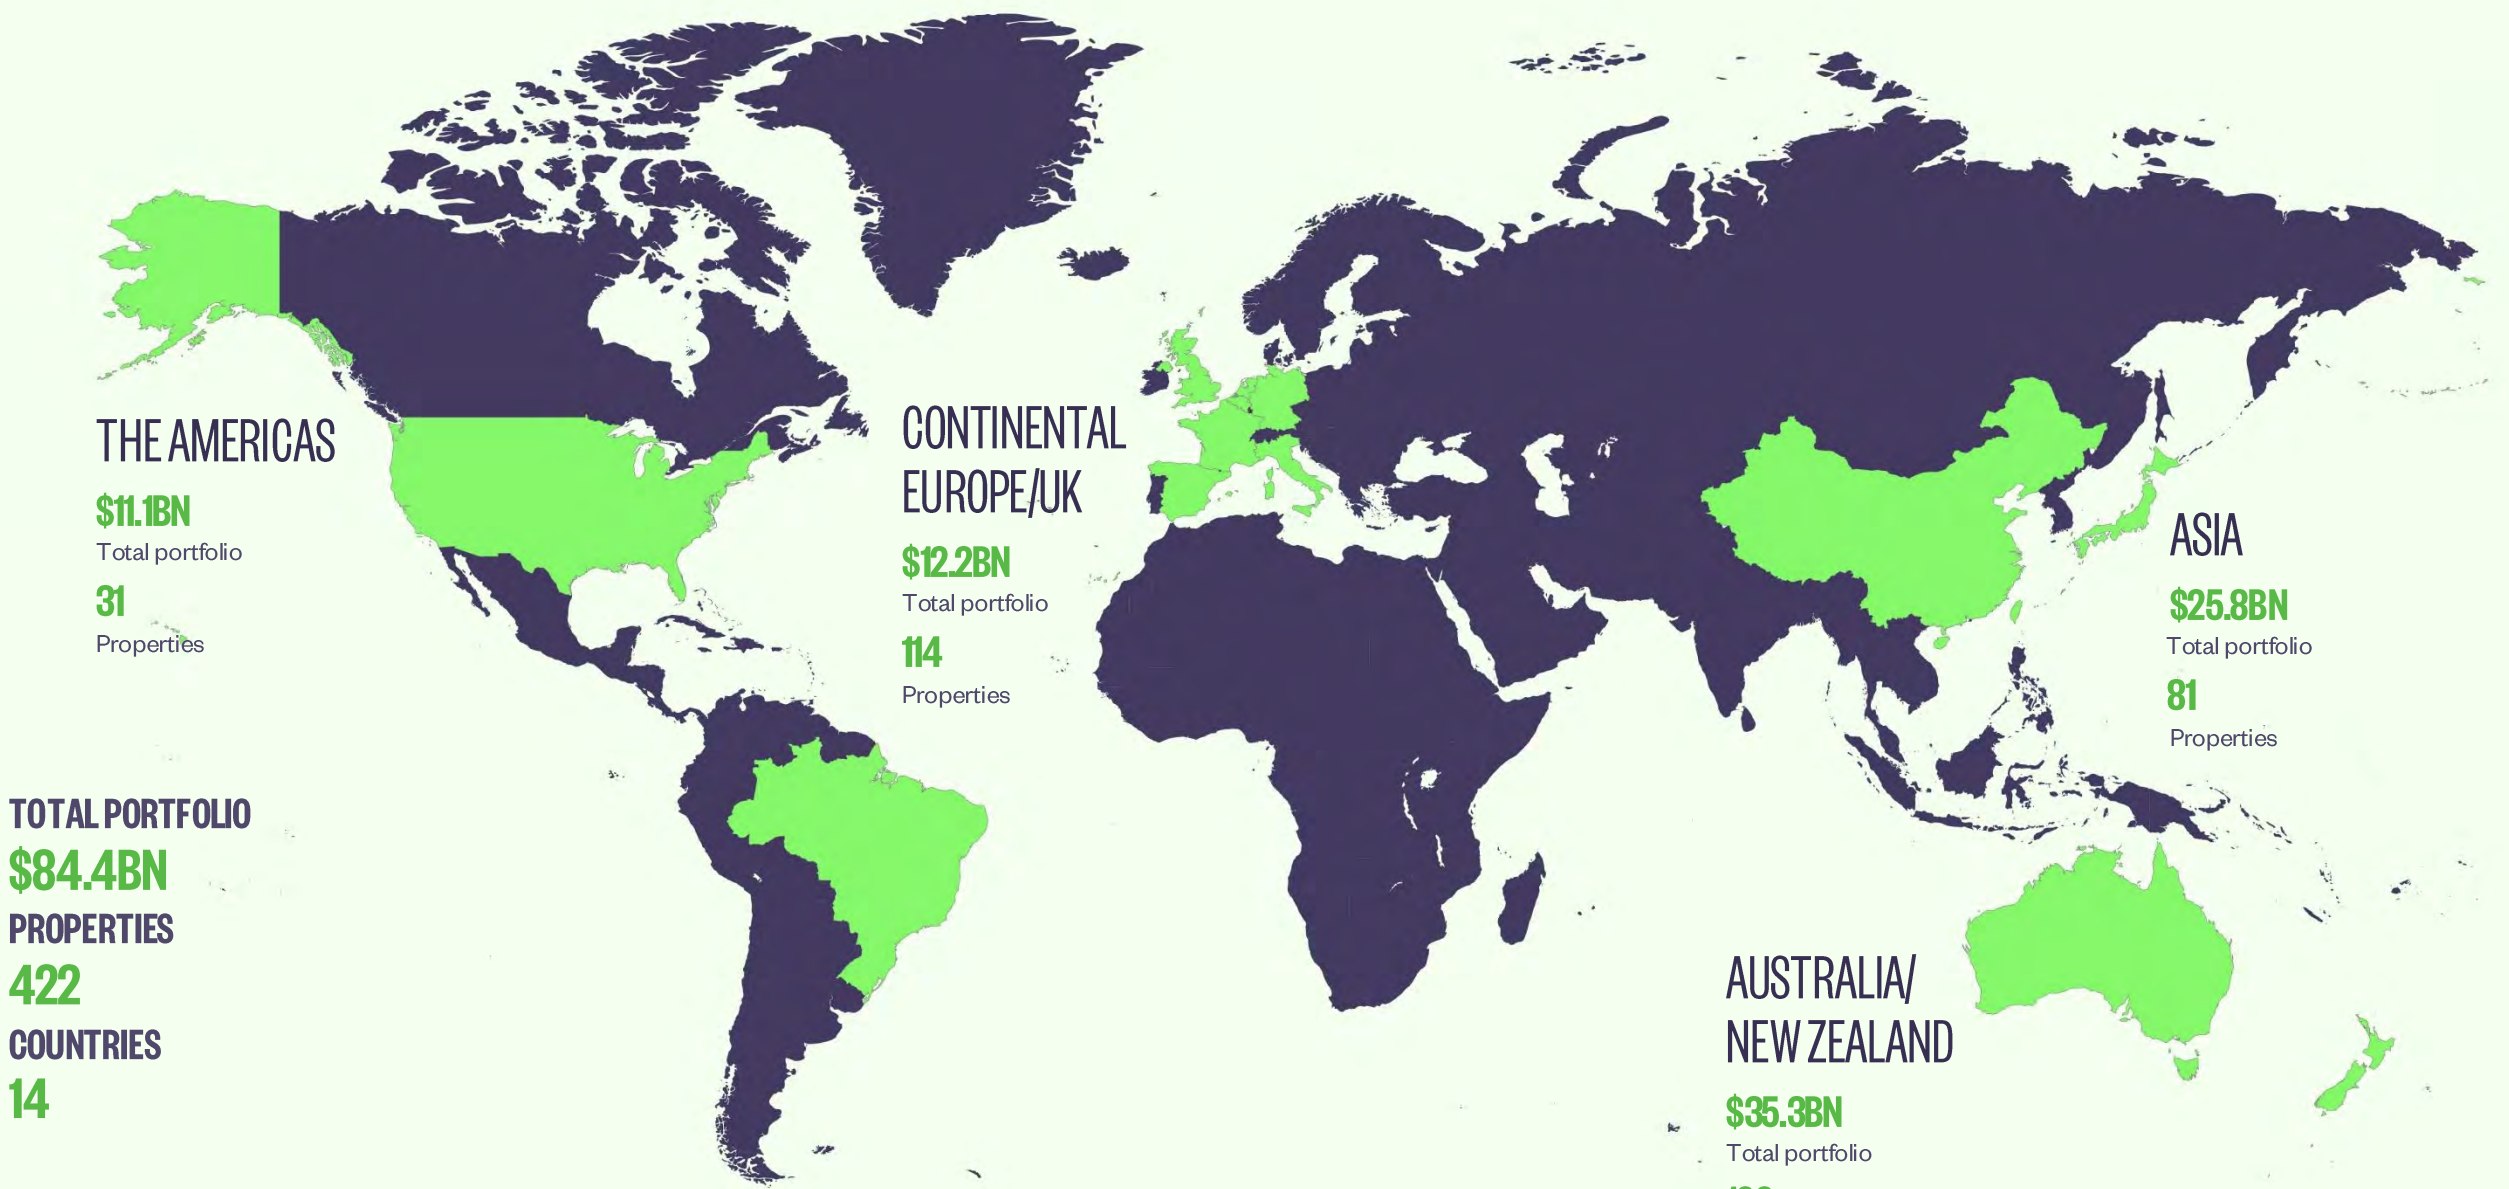 THE AMERICAS
$11.1BN
Total portfolio
31
Properties
CONTINENTAL
EUROPE/UK
$12.2BN
Total portfolio
114
Properties
ASIA
$25.8BN
Total portfolio
81
Properties
TOTAL PORTFOLIO
$84.4BN
PROPERTIES
422
COUNTRIES
14
AUSTRALIA/
NEW ZEALAND
$35.3BN
Total portfolio